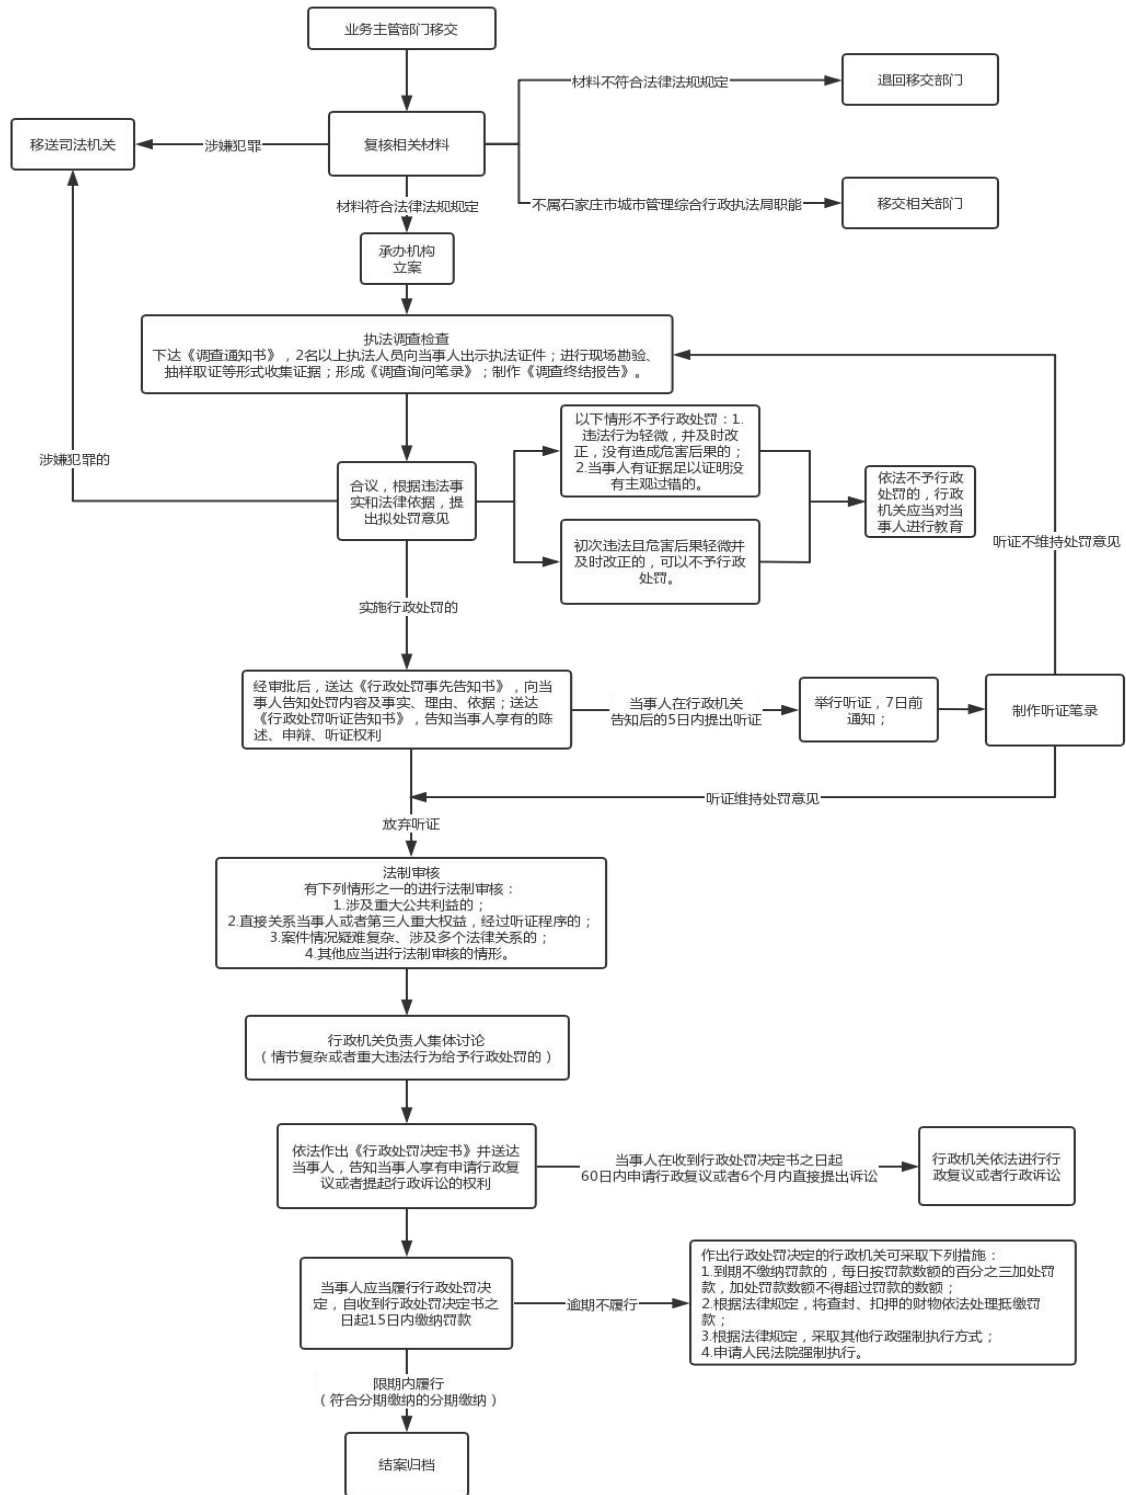 业务主管部门移交
材料不符合法律法规规定
退回移交部门
移送司法机关
涉嫌犯罪
复核相关材料
材料符合法律法规规定
不属石家庄市城市管理综合行政执法局职能
移交相关部门
承办机构
立案
执法调查检查
下达《调查通知书》，2名以上执法人员向当事人出示执法证件；进行现场勘验、
抽样取证等形式收集证据；形成《调查询问笔录》；制作《调查终结报告》。
以下情形不予行政处罚：1.
违法行为轻微，并及时改
正，没有造成危害后果的；
2.当事人有证据足以证明没
有主观过错的。
涉嫌犯罪的
合议，根据违法事
实和法律依据，提
出拟处罚意见
依法不予行政
处罚的，行政
机关应当对当
事人进行教育
初次违法且危害后果轻微并
及时改正的，可以不予行政
处罚。
听证不维持处罚意见
实施行政处罚的
经审批后，送达《行政处罚事先告知书》，向当
事人告知处罚内容及事实、理由、依据；送达
《行政处罚听证告知书》，告知当事人享有的陈
述、申辩、听证权利
当事人在行政机关
告知后的5日内提出听证
举行听证，7日前
通知；
制作听证笔录
听证维持处罚意见
放弃听证
法制审核
有下列情形之一的进行法制审核：
1.涉及重大公共利益的；
2.直接关系当事人或者第三人重大权益，经过听证程序的；
3.案件情况疑难复杂、涉及多个法律关系的；
4.其他应当进行法制审核的情形。
行政机关负责人集体讨论
（情节复杂或者重大违法行为给予行政处罚的）
依法作出《行政处罚决定书》并送达
当事人，告知当事人享有申请行政复
议或者提起行政诉讼的权利
当事人在收到行政处罚决定书之日起
60日内申请行政复议或者6个月内直接提出诉讼
行政机关依法进行行
政复议或者行政诉讼
当事人应当履行行政处罚决
定，自收到行政处罚决定书之
日起15日内缴纳罚款
逾期不履行
作出行政处罚决定的行政机关可采取下列措施：
1.到期不缴纳罚款的，每日按罚款数额的百分之三加处罚
款，加处罚款数额不得超过罚款的数额；
2.根据法律规定，将查封、扣押的财物依法处理抵缴罚
款；
3.根据法律规定，采取其他行政强制执行方式；
4.申请人民法院强制执行。
限期内履行
（符合分期缴纳的分期缴纳）
结案归档